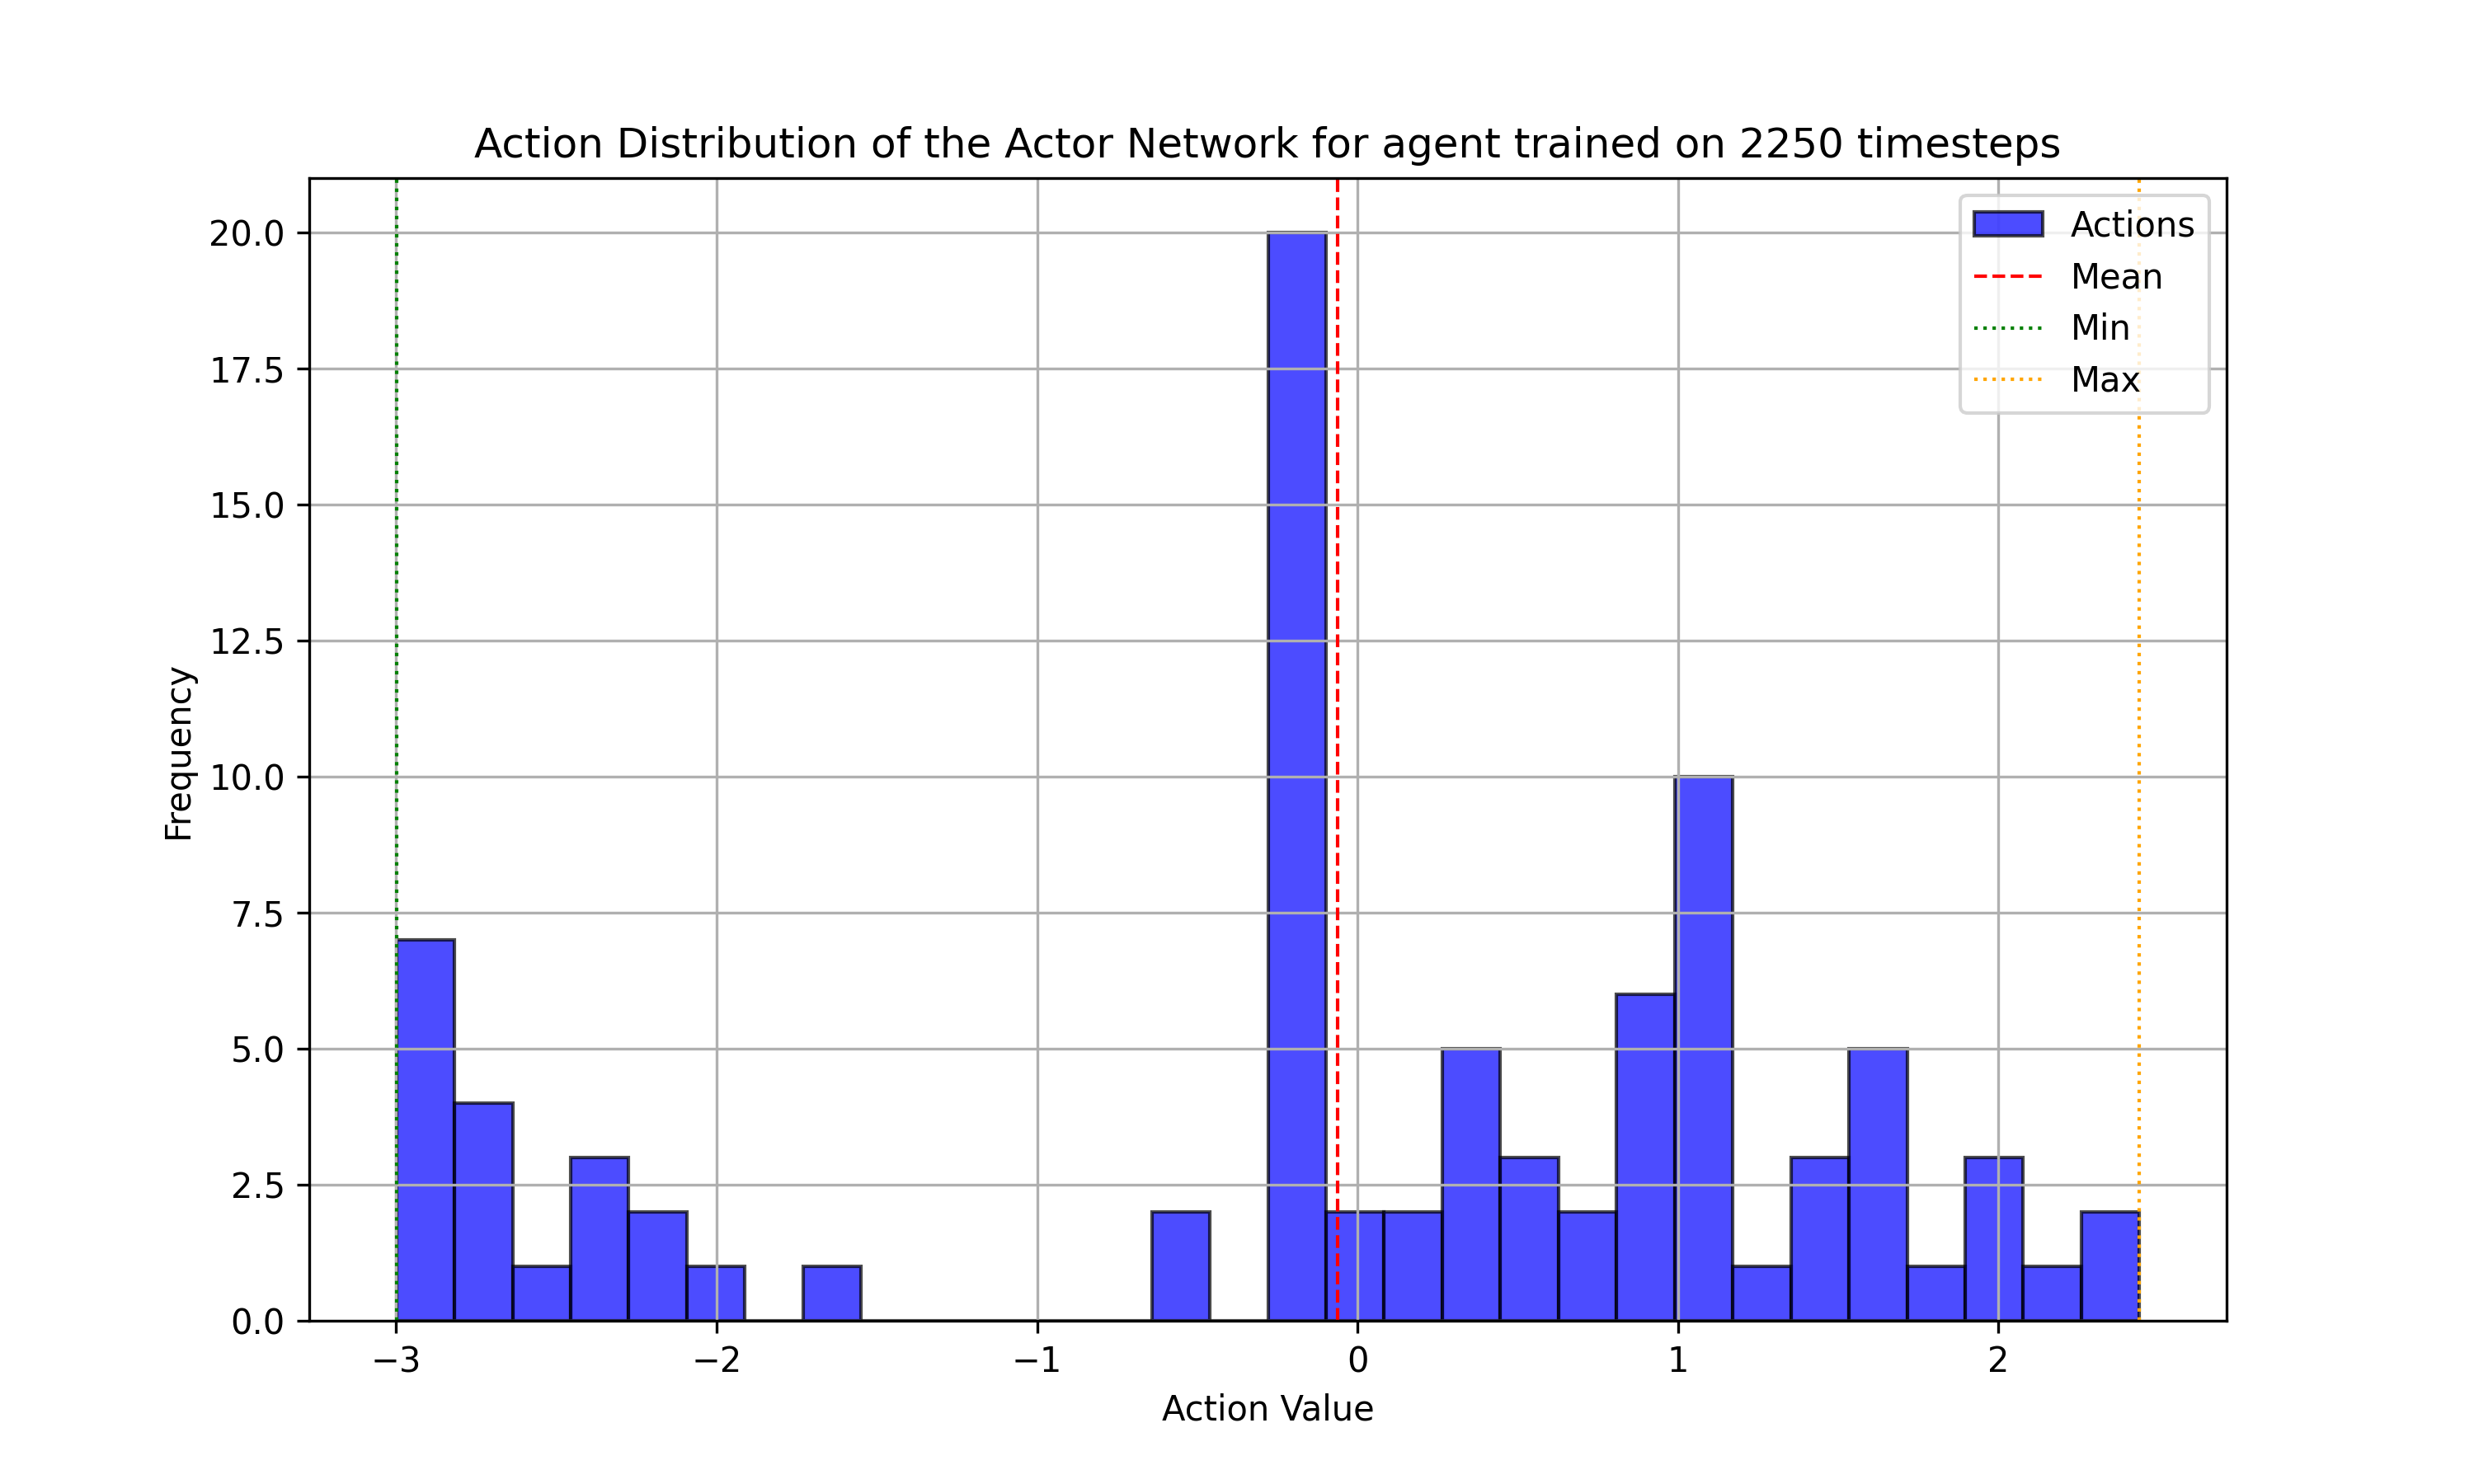 Action Distribution of the Actor Network for agent trained on 2250 timesteps
Actions
Mean
Min
Max
Frequency
20.0
17.5
15.0
12.5
10.0
7.5
5.0
2.5
0.0
−3 −2 −1 0 1 2
Action Value